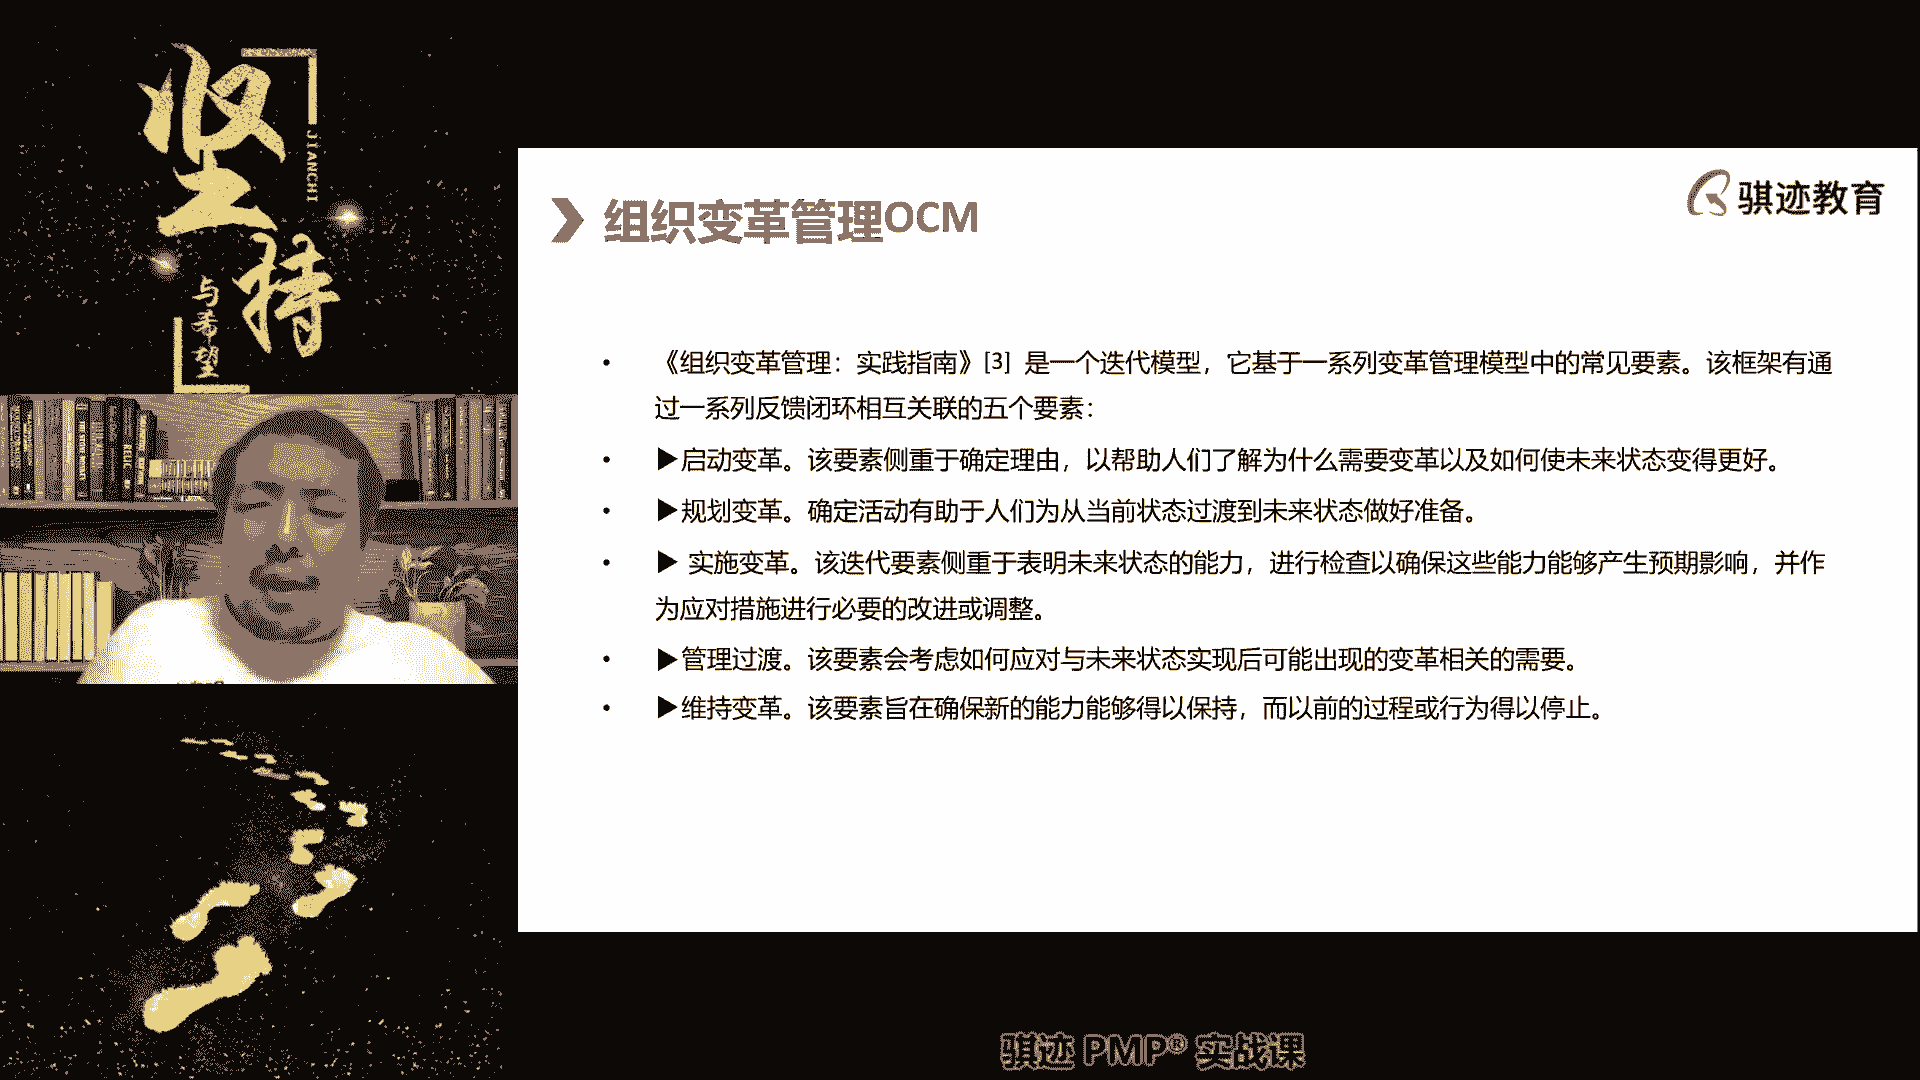 坚持
JIANCHI
与希望
骐迹教育
组织变革管理OCM
• 《组织变革管理：实践指南》[3] 是一个迭代模型，它基于一系列变革管理模型中的常见要素。该框架有通
过一系列反馈闭环相互关联的五个要素：
• ▶启动变革。该要素侧重于确定理由，以帮助人们了解为什么需要变革以及如何使未来状态变得更好。
• ▶规划变革。确定活动有助于人们为从当前状态过渡到未来状态做好准备。
• ▶ 实施变革。该迭代要素侧重于表明未来状态的能力，进行检查以确保这些能力能够产生预期影响，并作
为应对措施进行必要的改进或调整。
• ▶管理过渡。该要素会考虑如何应对与未来状态实现后可能出现的变革相关的需要。
• ▶维持变革。该要素旨在确保新的能力能够得以保持，而以前的过程或行为得以停止。
骐迹 PMP® 实战课